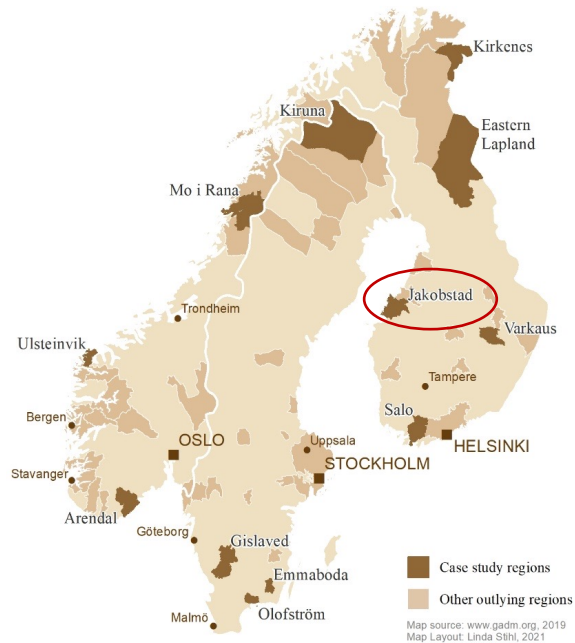 Kirkenes
Kiruna
Eastern
Lapland
Mo i Rana
Jakobstad
Trondheim
Varkaus
Ulsteinvik
Tampere
Salo
Bergen
OSLO
Uppsala
HELSINKI
STOCKHOLM
Stavanger
Arendal
Göteborg
Gislaved
Emmaboda
Olofström
Malmö
Case study regions
Other outlying regions
Map source: www.gadm.org, 2019
Map Layout: Linda Stihl, 2021